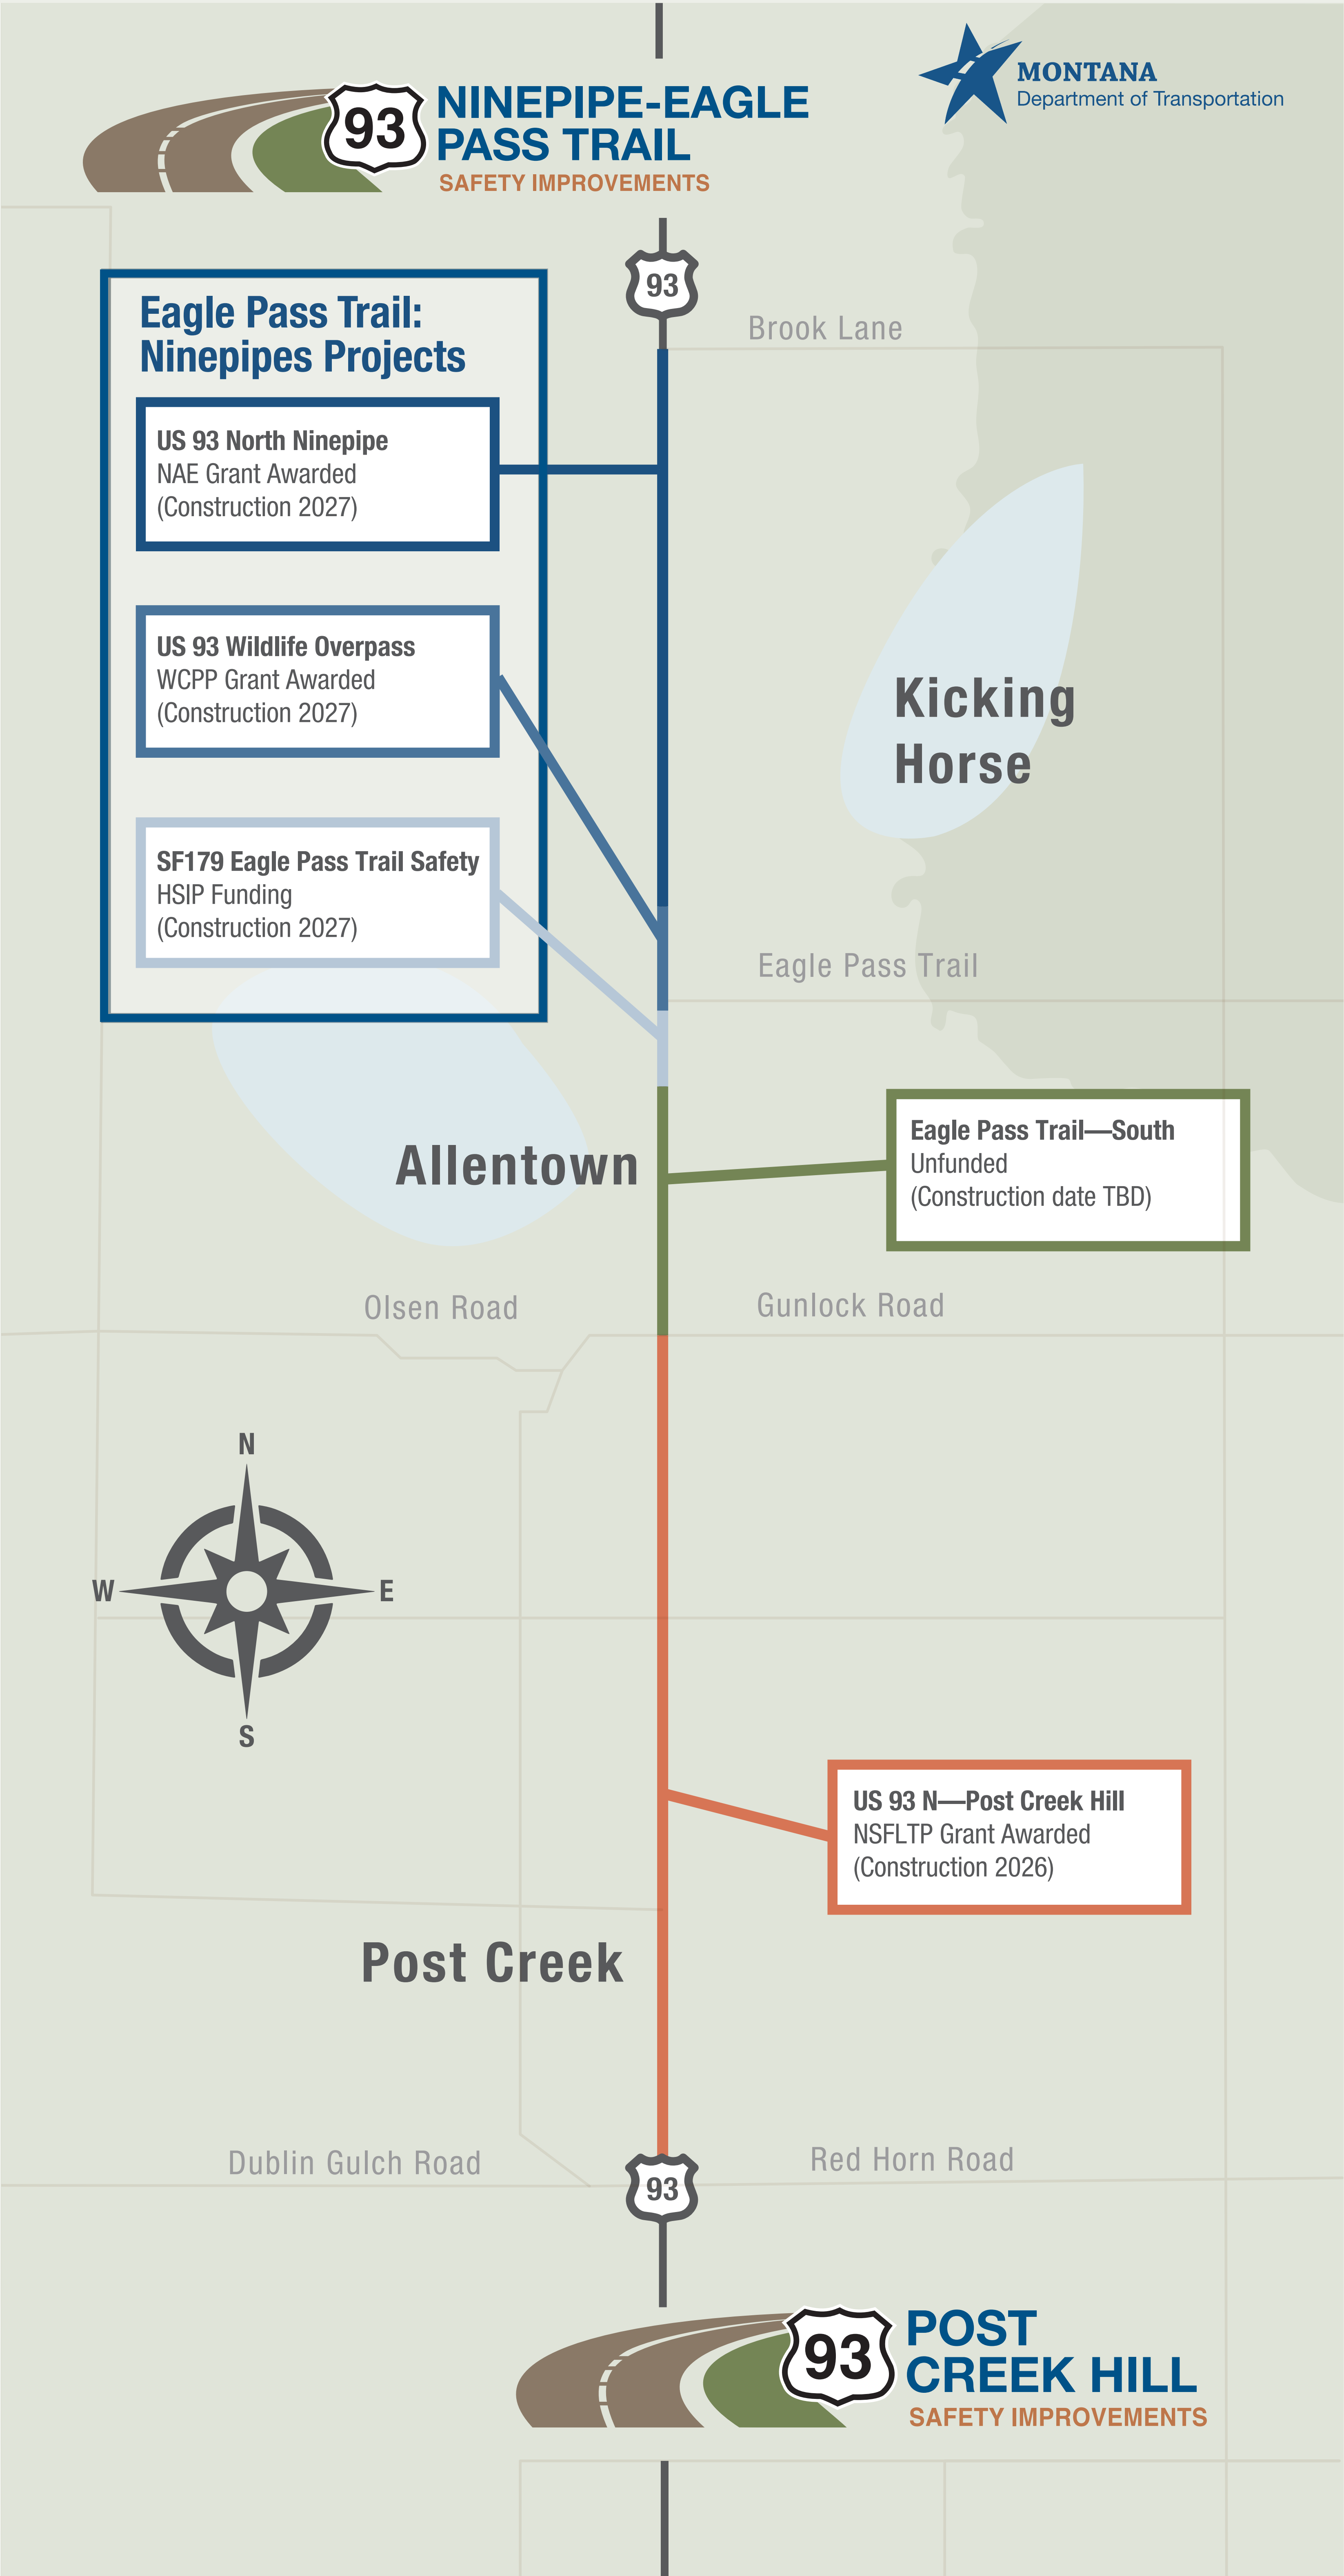 MONTANA
Department of Transportation
93
NINEPIPE-EAGLE
PASS TRAIL
SAFETY IMPROVEMENTS
93
Brook Lane
Eagle Pass Trail:
Ninepipes Projects
US 93 North Ninepipe
NAE Grant Awarded
(Construction 2027)
US 93 Wildlife Overpass
WCPP Grant Awarded
(Construction 2027)
Kicking
Horse
SF179 Eagle Pass Trail Safety
HSIP Funding
(Construction 2027)
Eagle Pass Trail
Eagle Pass Trail—South
Unfunded
(Construction date TBD)
Allentown
Olsen Road
Gunlock Road
N
W
E
S
US 93 N—Post Creek Hill
NSFLTP Grant Awarded
(Construction 2026)
Post Creek
Dublin Gulch Road
Red Horn Road
93
93
POST
CREEK HILL
SAFETY IMPROVEMENTS